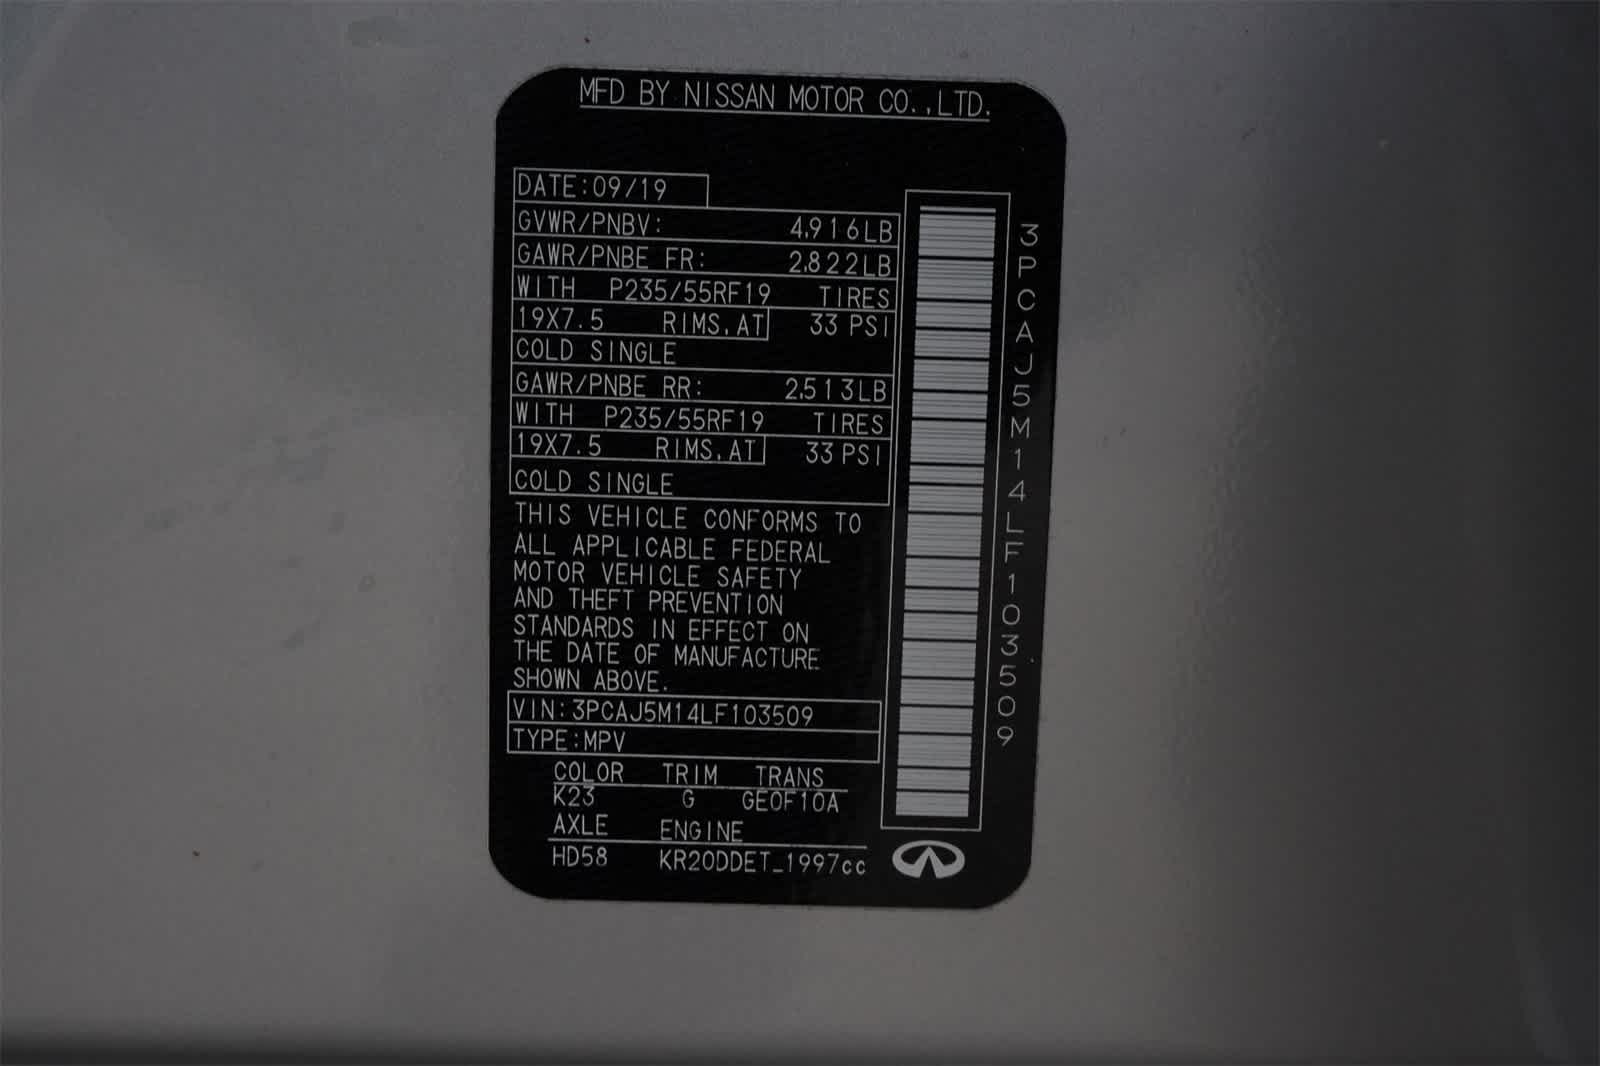 MFD BY NISSAN MOTOR CO.,LTD.
DATE:09/19
GVWR/PNBV: 4,916LB
GAWR/PNBE FR: 2,822LB
WITH P235/55RF19 TIRES
19X7.5 RIMS,AT 33 PSI
COLD SINGLE
GAWR/PNBE RR: 2,513LB
WITH P235/55RF19 TIRES
19X7.5 RIMS,AT 33 PSI
COLD SINGLE
THIS VEHICLE CONFORMS TO
ALL APPLICABLE FEDERAL
MOTOR VEHICLE SAFETY
AND THEFT PREVENTION
STANDARDS IN EFFECT ON
THE DATE OF MANUFACTURE
SHOWN ABOVE.
VIN:3PCAJ5M14LF103509
TYPE:MPV
COLOR TRIM TRANS
K23 G GE0F10A
AXLE ENGINE
HD58 KR20DDET_1997cc
3PCAJ5M14LF103509